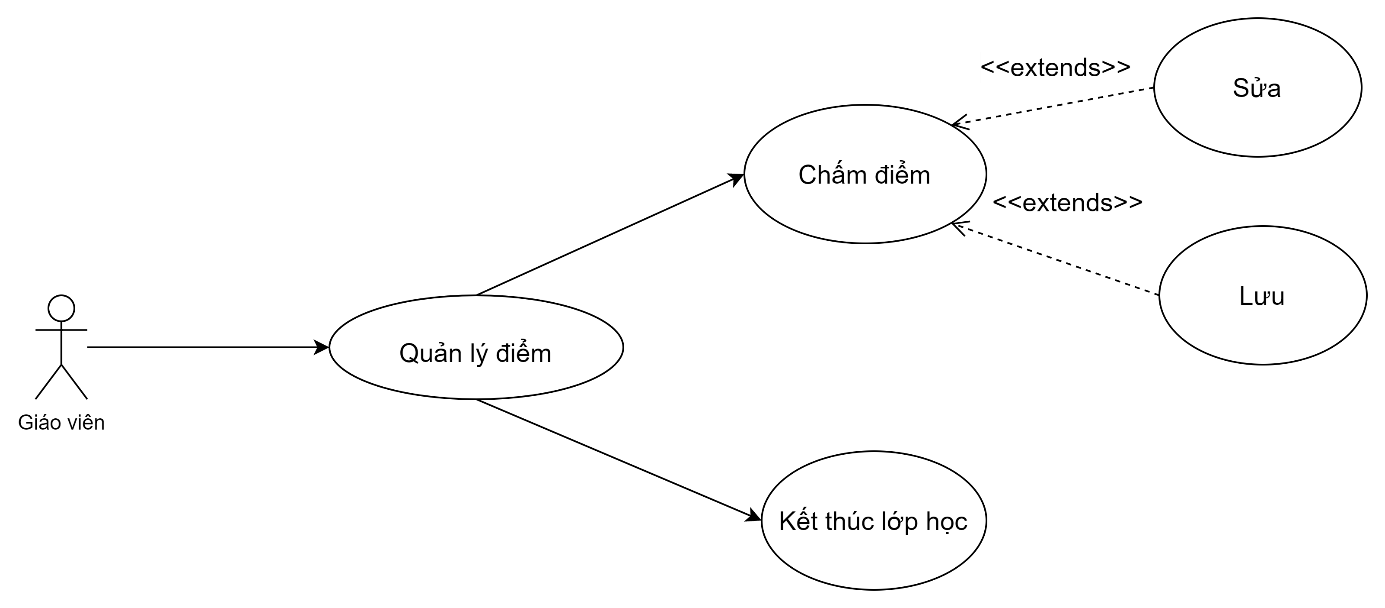 <<extends>>
Sửa
Chấm điểm
<<extends>>
Lưu
Quản lý điểm
Giáo viên
Kết thúc lớp học